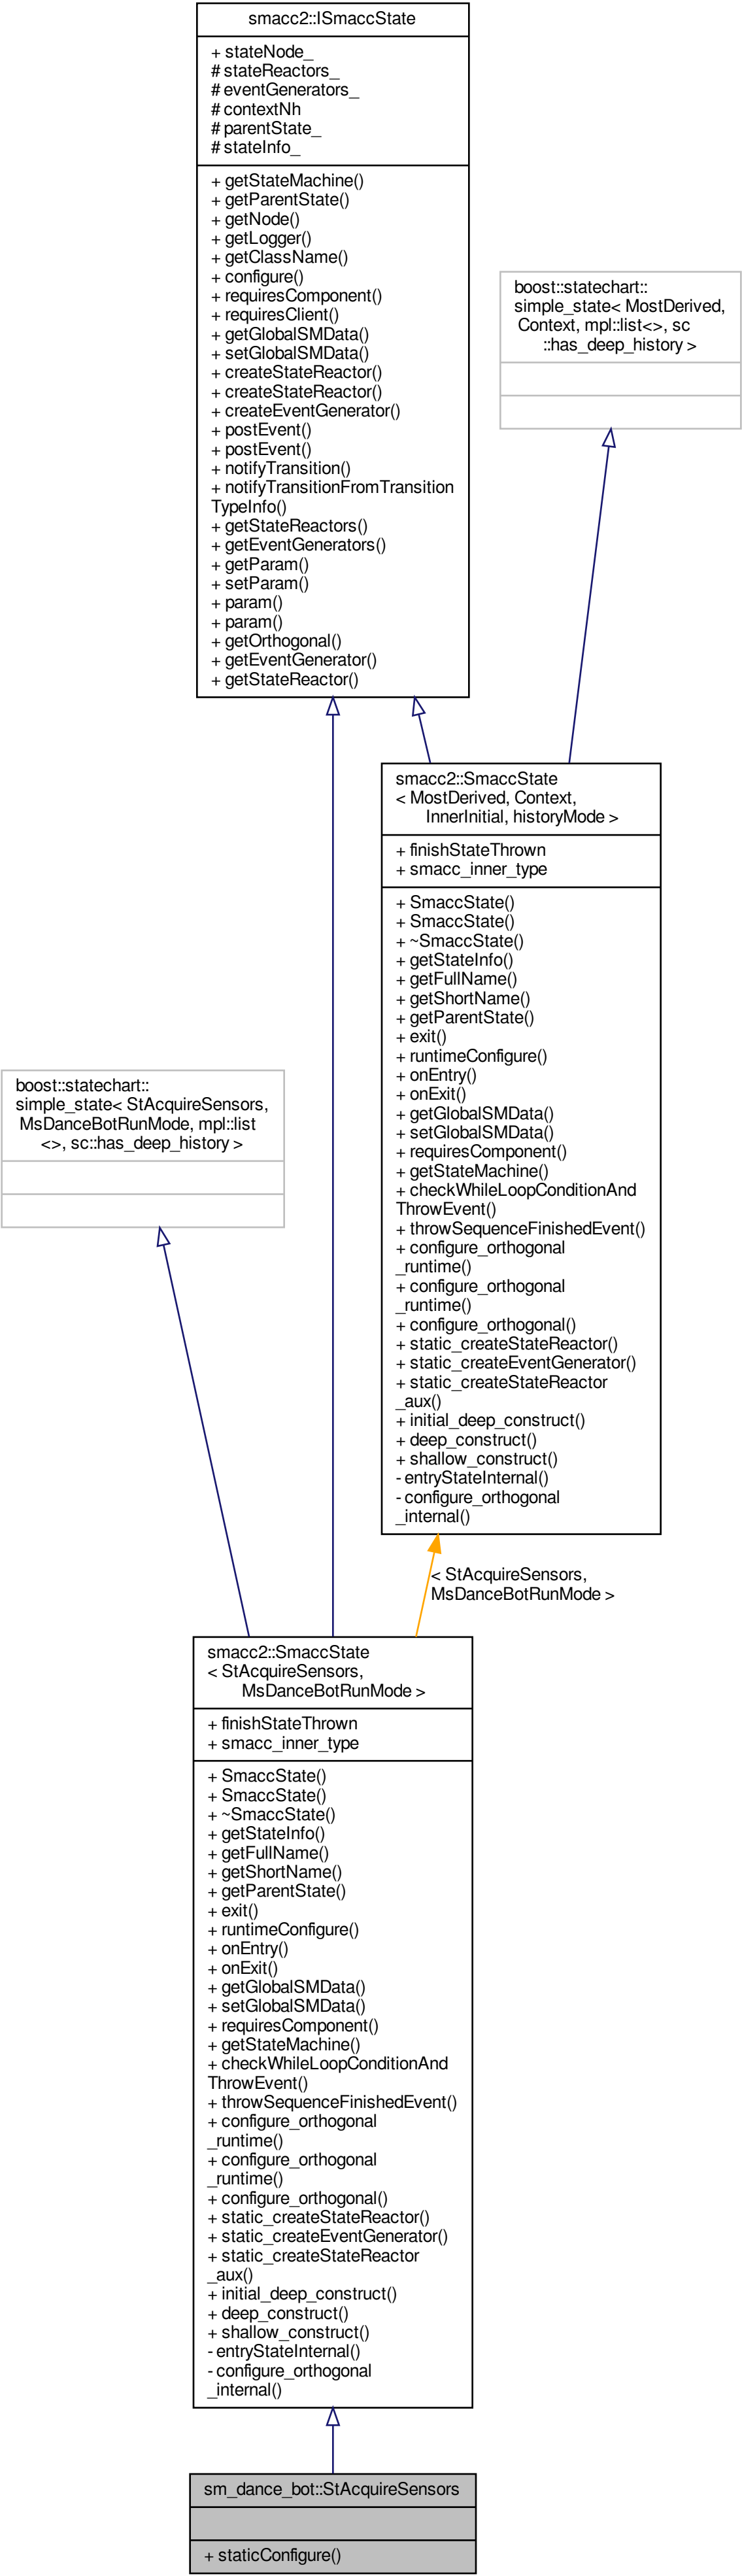 smacc2::ISmaccState
+ stateNode_
# stateReactors_
# eventGenerators_
# contextNh
# parentState_
# stateInfo_
+ getStateMachine()
+ getParentState()
+ getNode()
+ getLogger()
+ getClassName()
+ configure()
+ requiresComponent()
+ requiresClient()
+ getGlobalSMData()
+ setGlobalSMData()
+ createStateReactor()
+ createStateReactor()
+ createEventGenerator()
+ postEvent()
+ postEvent()
+ notifyTransition()
+ notifyTransitionFromTransition
TypeInfo()
+ getStateReactors()
+ getEventGenerators()
+ getParam()
+ setParam()
+ param()
+ param()
+ getOrthogonal()
+ getEventGenerator()
+ getStateReactor()
boost::statechart::
simple_state< MostDerived,
Context, mpl::list<>, sc
::has_deep_history >
smacc2::SmaccState
< MostDerived, Context,
InnerInitial, historyMode >
+ finishStateThrown
+ smacc_inner_type
+ SmaccState()
+ SmaccState()
+ ~SmaccState()
+ getStateInfo()
+ getFullName()
+ getShortName()
+ getParentState()
+ exit()
+ runtimeConfigure()
+ onEntry()
+ onExit()
+ getGlobalSMData()
+ setGlobalSMData()
+ requiresComponent()
+ getStateMachine()
+ checkWhileLoopConditionAnd
ThrowEvent()
+ throwSequenceFinishedEvent()
+ configure_orthogonal
_runtime()
+ configure_orthogonal
_runtime()
+ configure_orthogonal()
+ static_createStateReactor()
+ static_createEventGenerator()
+ static_createStateReactor
_aux()
+ initial_deep_construct()
+ deep_construct()
+ shallow_construct()
- entryStateInternal()
- configure_orthogonal
_internal()
boost::statechart::
simple_state< StAcquireSensors,
MsDanceBotRunMode, mpl::list
<>, sc::has_deep_history >
< StAcquireSensors,
MsDanceBotRunMode >
smacc2::SmaccState
< StAcquireSensors,
MsDanceBotRunMode >
+ finishStateThrown
+ smacc_inner_type
+ SmaccState()
+ SmaccState()
+ ~SmaccState()
+ getStateInfo()
+ getFullName()
+ getShortName()
+ getParentState()
+ exit()
+ runtimeConfigure()
+ onEntry()
+ onExit()
+ getGlobalSMData()
+ setGlobalSMData()
+ requiresComponent()
+ getStateMachine()
+ checkWhileLoopConditionAnd
ThrowEvent()
+ throwSequenceFinishedEvent()
+ configure_orthogonal
_runtime()
+ configure_orthogonal
_runtime()
+ configure_orthogonal()
+ static_createStateReactor()
+ static_createEventGenerator()
+ static_createStateReactor
_aux()
+ initial_deep_construct()
+ deep_construct()
+ shallow_construct()
- entryStateInternal()
- configure_orthogonal
_internal()
sm_dance_bot::StAcquireSensors
+ staticConfigure()